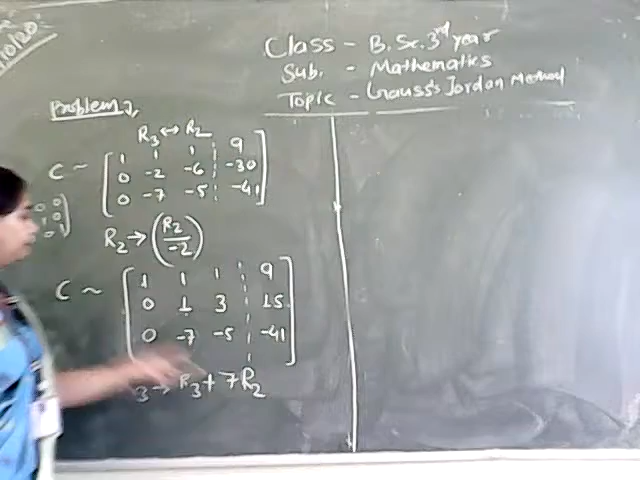 Class - B.Sc. 3rd year
Sub. - Mathematics
Topic - Gauss's Jordan Method
Problem 2,
R3 ↔ R2
C ~ [ 1 1 1 ¦ 9 ]
0 -2 -6 ¦ -30
0 -7 -5 ¦ -41
R2 → (R2/-2)
C ~ [ 1 1 1 ¦ 9 ]
0 1 3 ¦ 15
0 -7 -5 ¦ -41
3 → R3 + 7R2